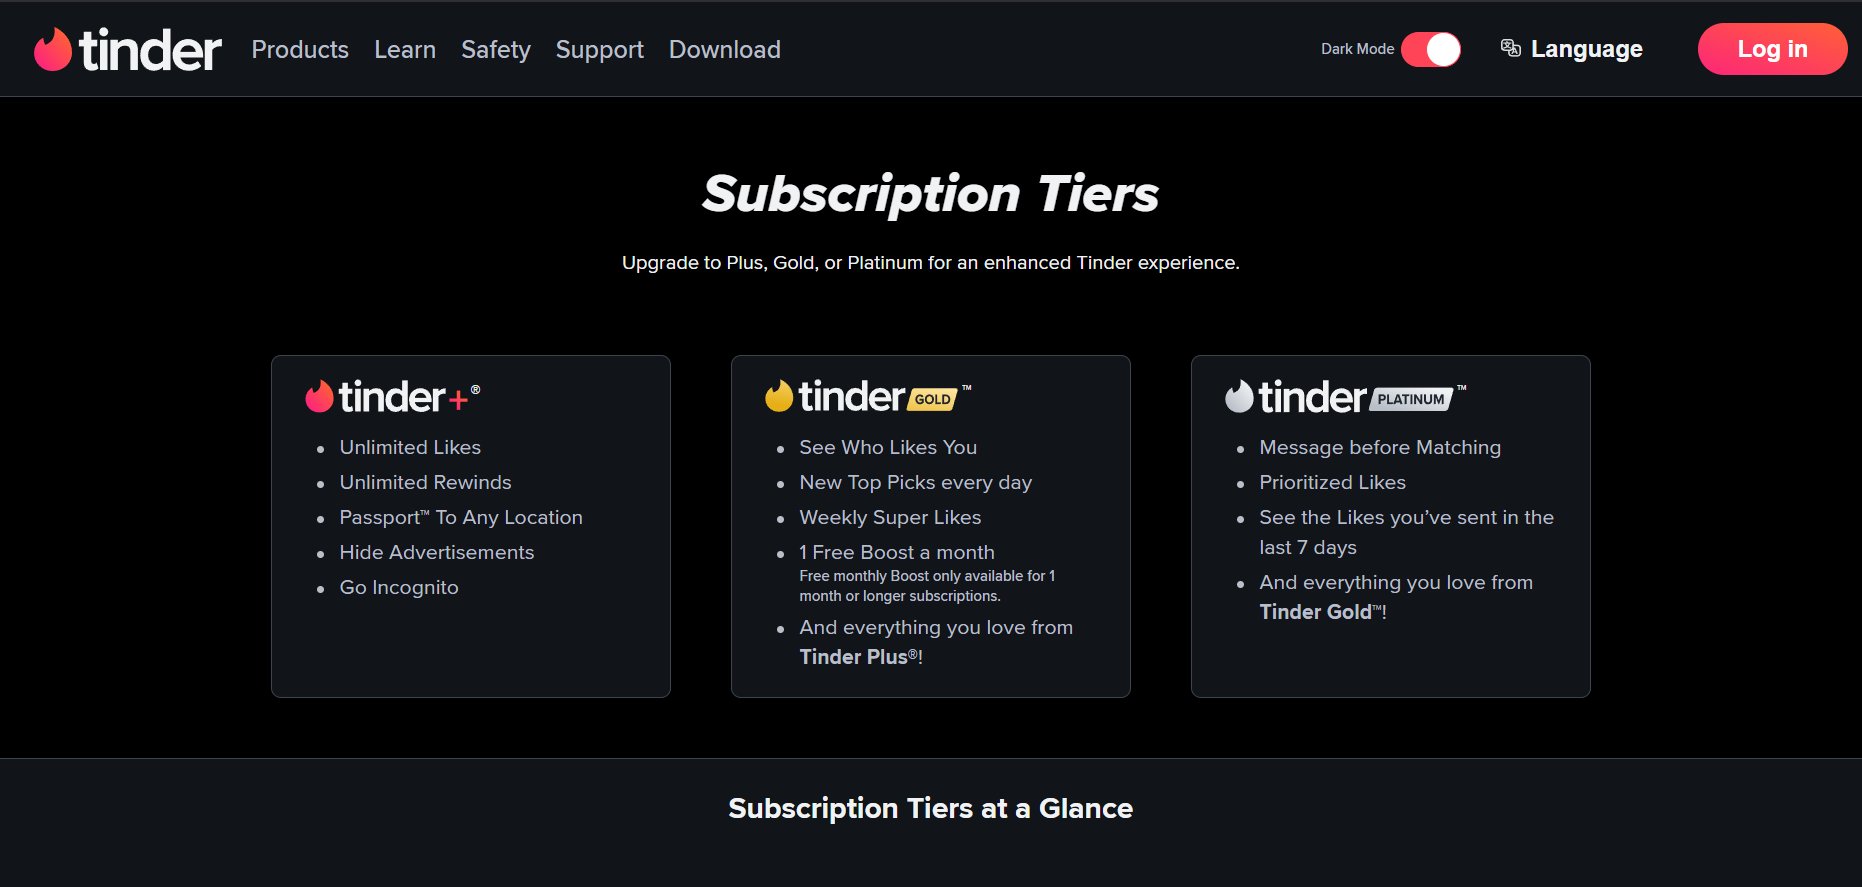 tinder Products Learn Safety Support Download Dark Mode Language Log in
Subscription Tiers
Upgrade to Plus, Gold, or Platinum for an enhanced Tinder experience.
tinder+®
Unlimited Likes
Unlimited Rewinds
Passport™ To Any Location
Hide Advertisements
Go Incognito
tinder GOLD™
See Who Likes You
New Top Picks every day
Weekly Super Likes
1 Free Boost a month
Free monthly Boost only available for 1
month or longer subscriptions.
And everything you love from
Tinder Plus®!
tinder PLATINUM™
Message before Matching
Prioritized Likes
See the Likes you’ve sent in the
last 7 days
And everything you love from
Tinder Gold™!
Subscription Tiers at a Glance